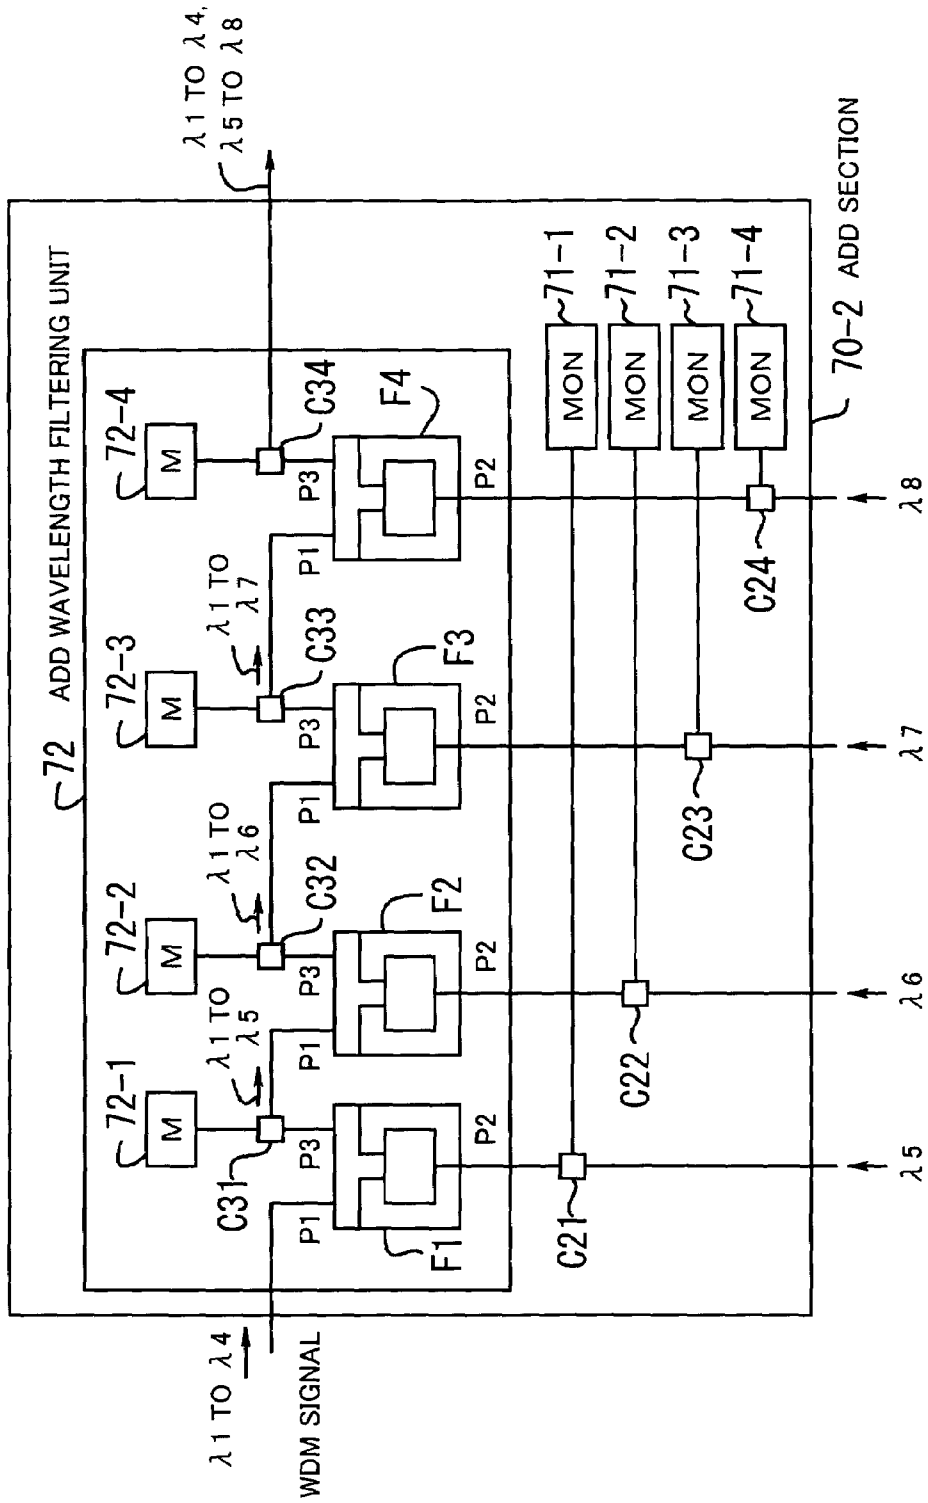 72 ADD WAVELENGTH FILTERING UNIT
72-1
72-2
72-3
72-4
M
M
M
M
λ1 TO λ4,
λ5 TO λ8
λ1 TO
λ5
λ1 TO
λ6
λ1 TO
λ7
C31
C32
C33
C34
λ1 TO λ4
WDM SIGNAL
P1
P3
P1
P3
P1
P3
P1
P3
F1
F2
F3
F4
P2
P2
P2
P2
MON
71-1
MON
71-2
MON
71-3
MON
71-4
C21
C22
C23
C24
70-2 ADD SECTION
λ5
λ6
λ7
λ8